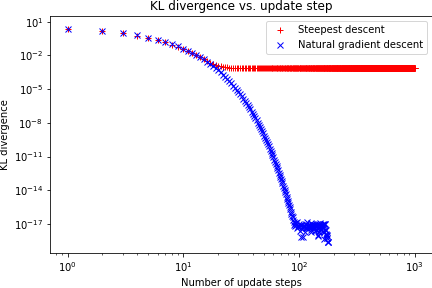 KL divergence vs. update step
Steepest descent
Natural gradient descent
KL divergence
10¹
10⁻²
10⁻⁵
10⁻⁸
10⁻¹¹
10⁻¹⁴
10⁻¹⁷
10⁰
10¹
10²
10³
Number of update steps